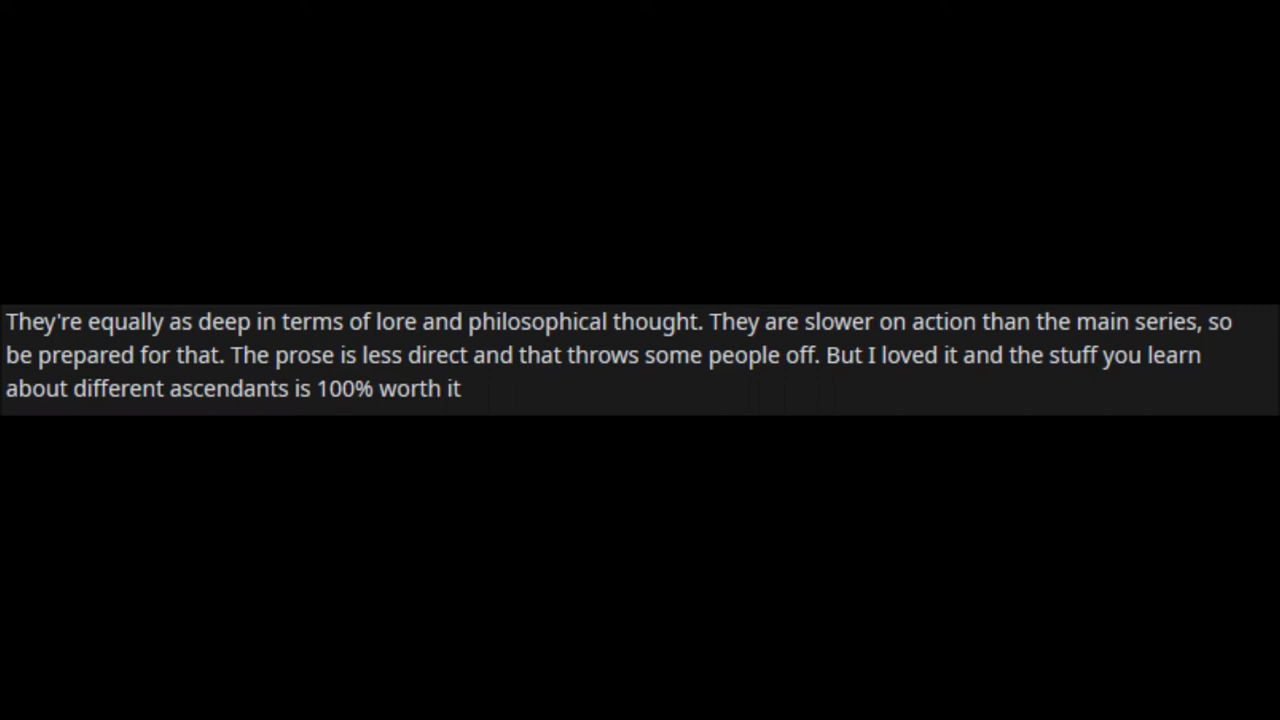 They're equally as deep in terms of lore and philosophical thought. They are slower on action than the main series, so
be prepared for that. The prose is less direct and that throws some people off. But I loved it and the stuff you learn
about different ascendants is 100% worth it